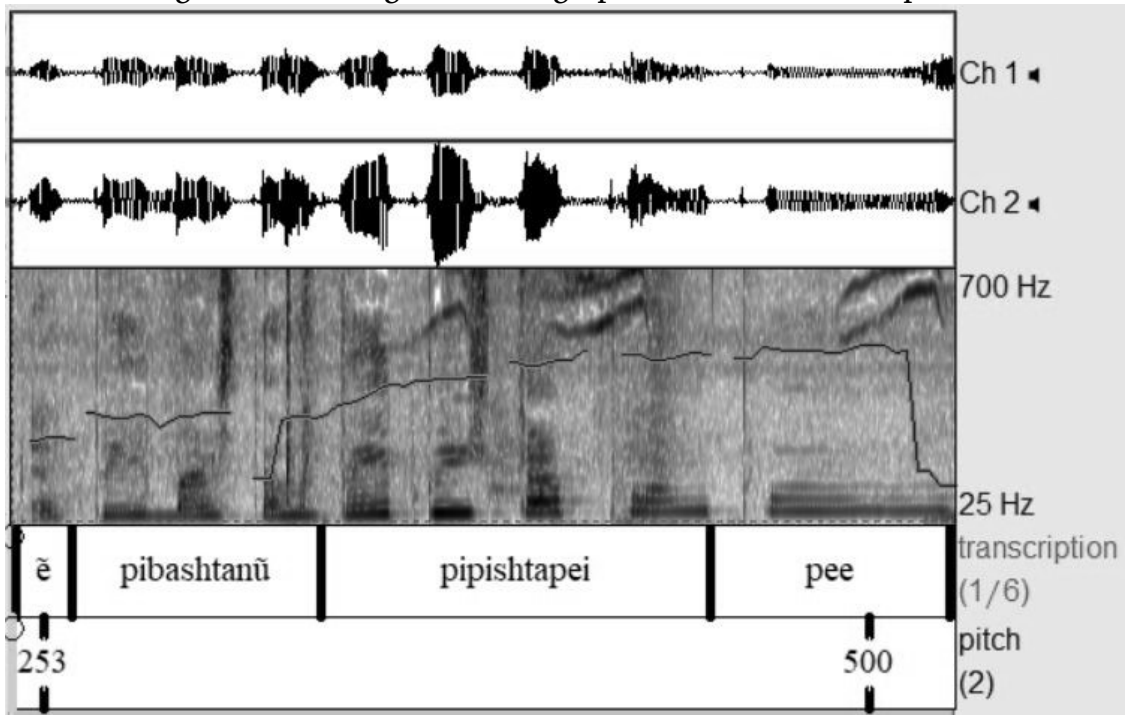 Ch 1
Ch 2
700 Hz
25 Hz
ẽ pibashtanũ pipishtapei pee
transcription
(1/6)
253 500
pitch
(2)